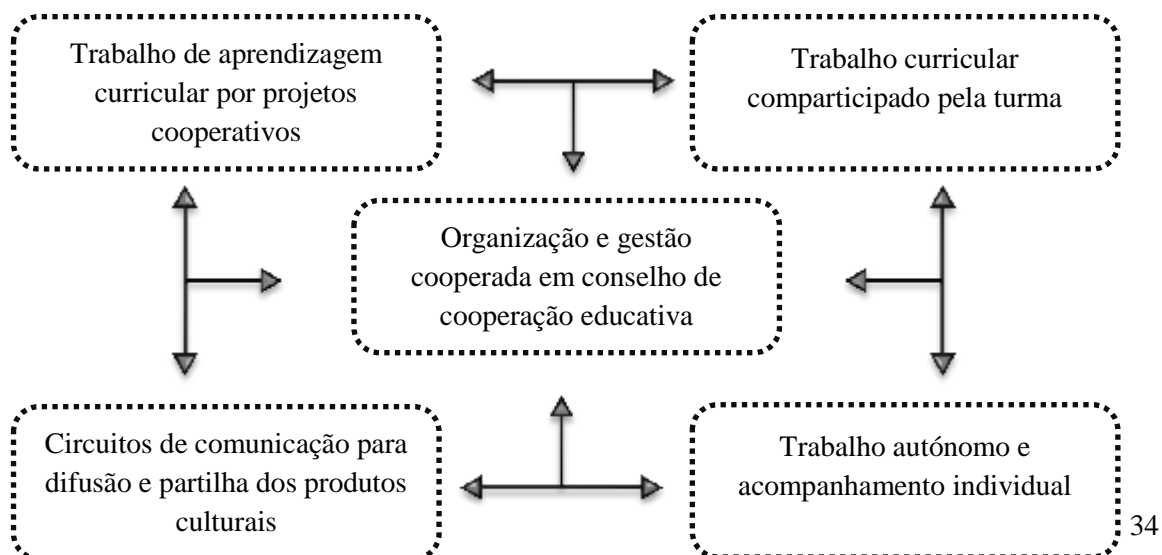 Trabalho de aprendizagem
curricular por projetos
cooperativos
Trabalho curricular
comparticipado pela turma
Organização e gestão
cooperada em conselho de
cooperação educativa
Circuitos de comunicação para
difusão e partilha dos produtos
culturais
Trabalho autónomo e
acompanhamento individual
34